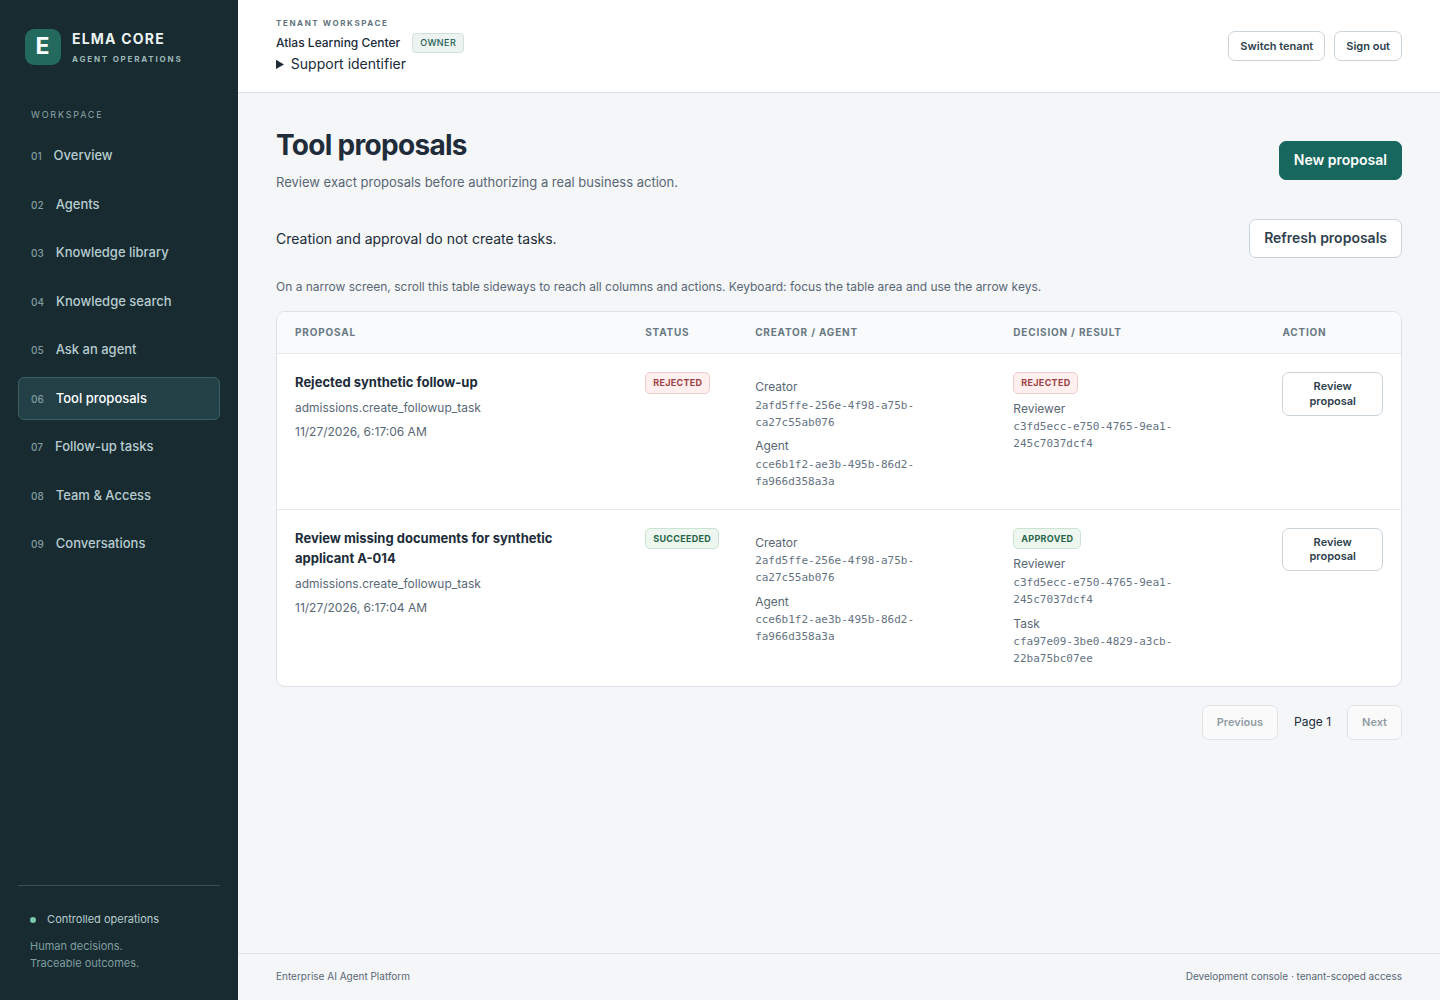 E
ELMA CORE
AGENT OPERATIONS
WORKSPACE
01 Overview
02 Agents
03 Knowledge library
04 Knowledge search
05 Ask an agent
06 Tool proposals
07 Follow-up tasks
08 Team & Access
09 Conversations
Controlled operations
Human decisions.
Traceable outcomes.
TENANT WORKSPACE
Atlas Learning Center OWNER
Support identifier
Switch tenant
Sign out
Tool proposals
Review exact proposals before authorizing a real business action.
New proposal
Creation and approval do not create tasks.
Refresh proposals
On a narrow screen, scroll this table sideways to reach all columns and actions. Keyboard: focus the table area and use the arrow keys.
PROPOSAL STATUS CREATOR / AGENT DECISION / RESULT ACTION
Rejected synthetic follow-up
admissions.create_followup_task
11/27/2026, 6:17:06 AM
REJECTED
Creator
2afd5ffe-256e-4f98-a75b-
ca27c55ab076
Agent
cce6b1f2-ae3b-495b-86d2-
fa966d358a3a
REJECTED
Reviewer
c3fd5ecc-e750-4765-9ea1-
245c7037dcf4
Review
proposal
Review missing documents for synthetic
applicant A-014
admissions.create_followup_task
11/27/2026, 6:17:04 AM
SUCCEEDED
Creator
2afd5ffe-256e-4f98-a75b-
ca27c55ab076
Agent
cce6b1f2-ae3b-495b-86d2-
fa966d358a3a
APPROVED
Reviewer
c3fd5ecc-e750-4765-9ea1-
245c7037dcf4
Task
cfa97e09-3be0-4829-a3cb-
22ba75bc07ee
Review
proposal
Previous
Page 1
Next
Enterprise AI Agent Platform
Development console · tenant-scoped access